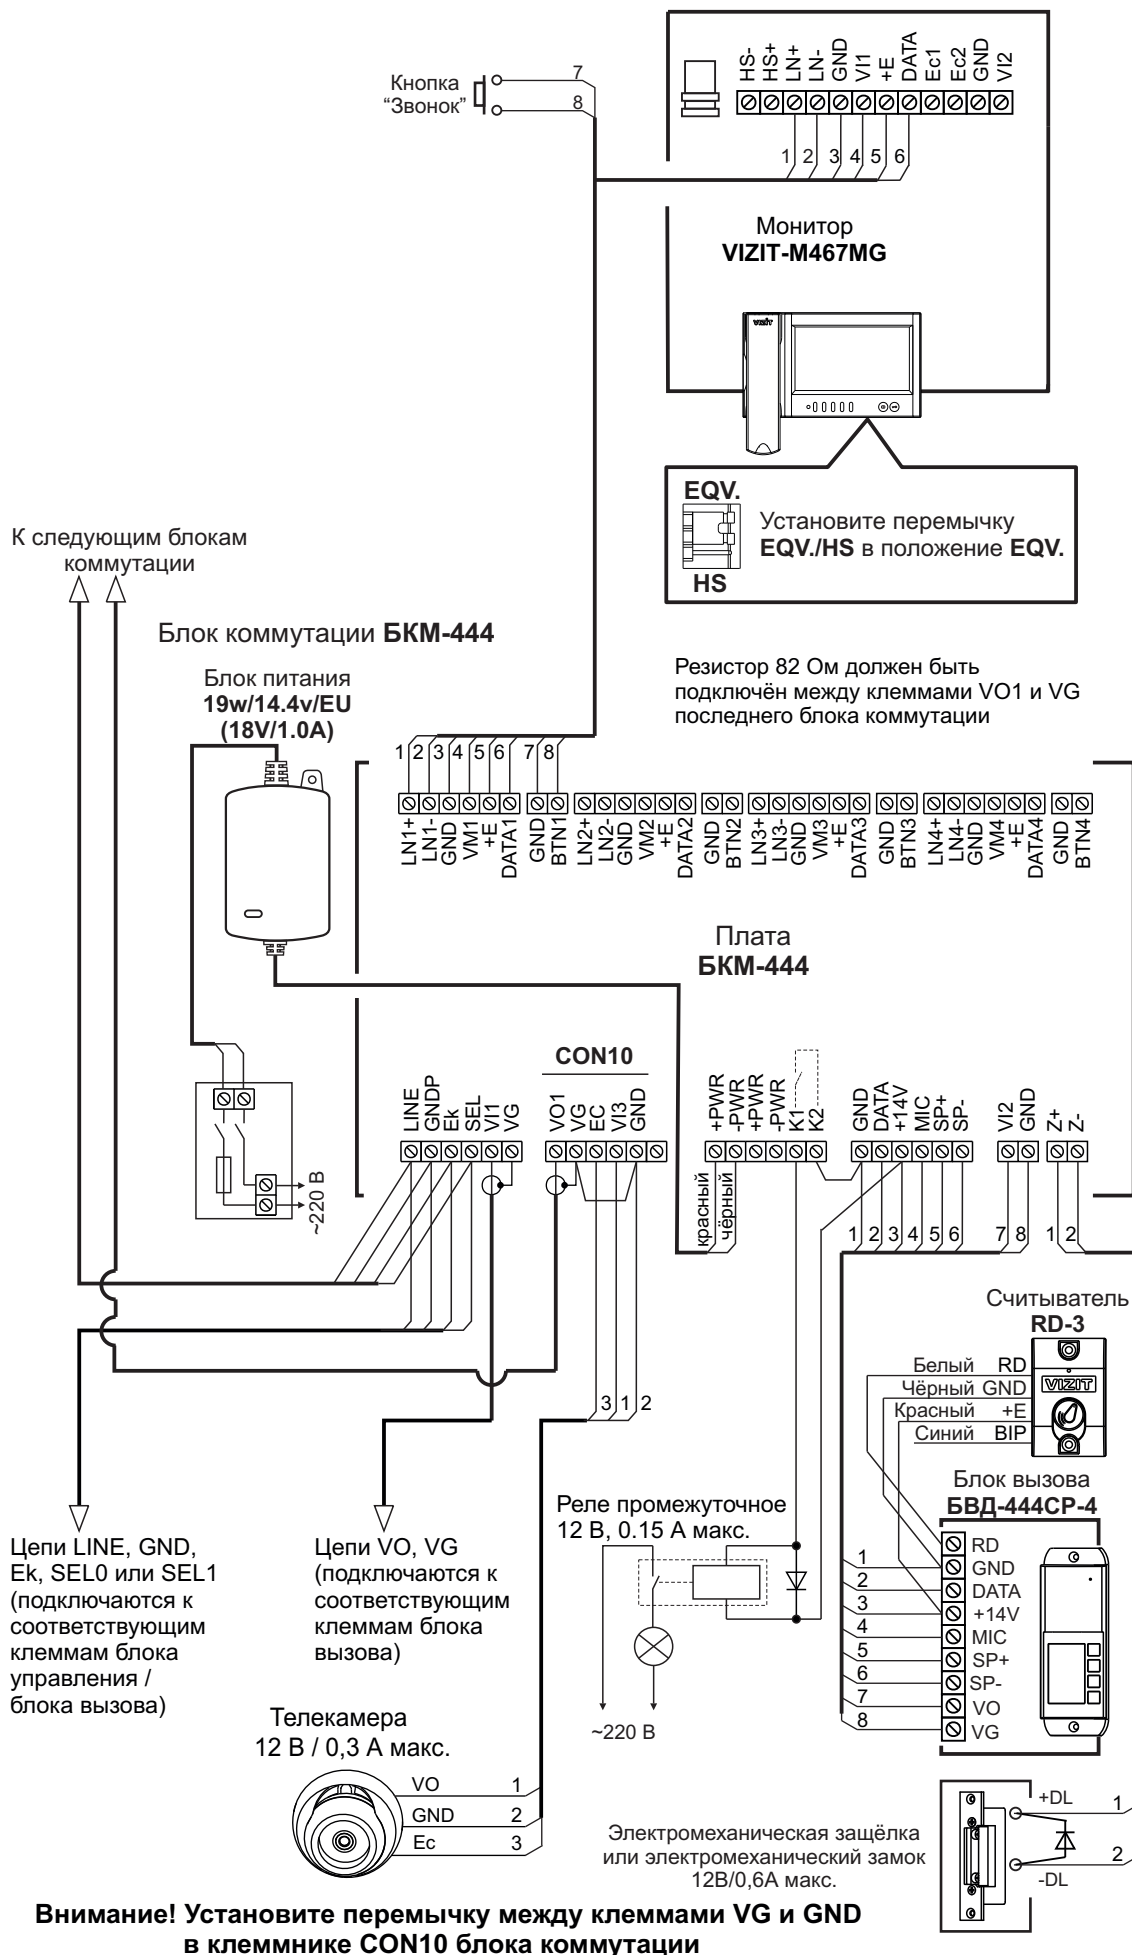 HS-
HS+
LN+
LN-
GND
VI1
+E
DATA
Ec1
Ec2
GND
VI2
Кнопка
“Звонок”
7
8
1 2 3 4 5 6
Монитор
VIZIT-M467MG
VIZIT
EQV.
HS
Установите перемычку
EQV./HS в положение EQV.
К следующим блокам
коммутации
Блок коммутации БКМ-444
Блок питания
19w/14.4v/EU
(18V/1.0A)
Резистор 82 Ом должен быть
подключён между клеммами VO1 и VG
последнего блока коммутации
1 2 3 4 5 6 7 8
LN1+
LN1-
GND
VM1
+E
DATA1
GND
BTN1
LN2+
LN2-
GND
VM2
+E
DATA2
GND
BTN2
LN3+
LN3-
GND
VM3
+E
DATA3
GND
BTN3
LN4+
LN4-
GND
VM4
+E
DATA4
GND
BTN4
Плата
БКМ-444
CON10
LINE
GNDP
Ek
SEL
VI1
VG
VO1
VG
EC
VI3
GND
+PWR
-PWR
+PWR
-PWR
K1
K2
GND
DATA
+14V
MIC
SP+
SP-
VI2
GND
Z+
Z-
~220 В
красный
чёрный
1 2 3 4 5 6 7 8
1 2
3 1 2
Считыватель
RD-3
Белый RD
Чёрный GND
Красный +E
Синий BIP
VIZIT
Блок вызова
БВД-444CP-4
1
2
3
4
5
6
7
8
RD
GND
DATA
+14V
MIC
SP+
SP-
VO
VG
Реле промежуточное
12 В, 0.15 А макс.
~220 В
Цепи LINE, GND,
Ek, SEL0 или SEL1
(подключаются к
соответствующим
клеммам блока
управления /
блока вызова)
Цепи VO, VG
(подключаются к
соответствующим
клеммам блока
вызова)
Телекамера
12 В / 0,3 А макс.
VO 1
GND 2
Ec 3
Электромеханическая защёлка
или электромеханический замок
12В/0,6А макс.
+DL 1
-DL 2
Внимание! Установите перемычку между клеммами VG и GND
в клеммнике CON10 блока коммутации